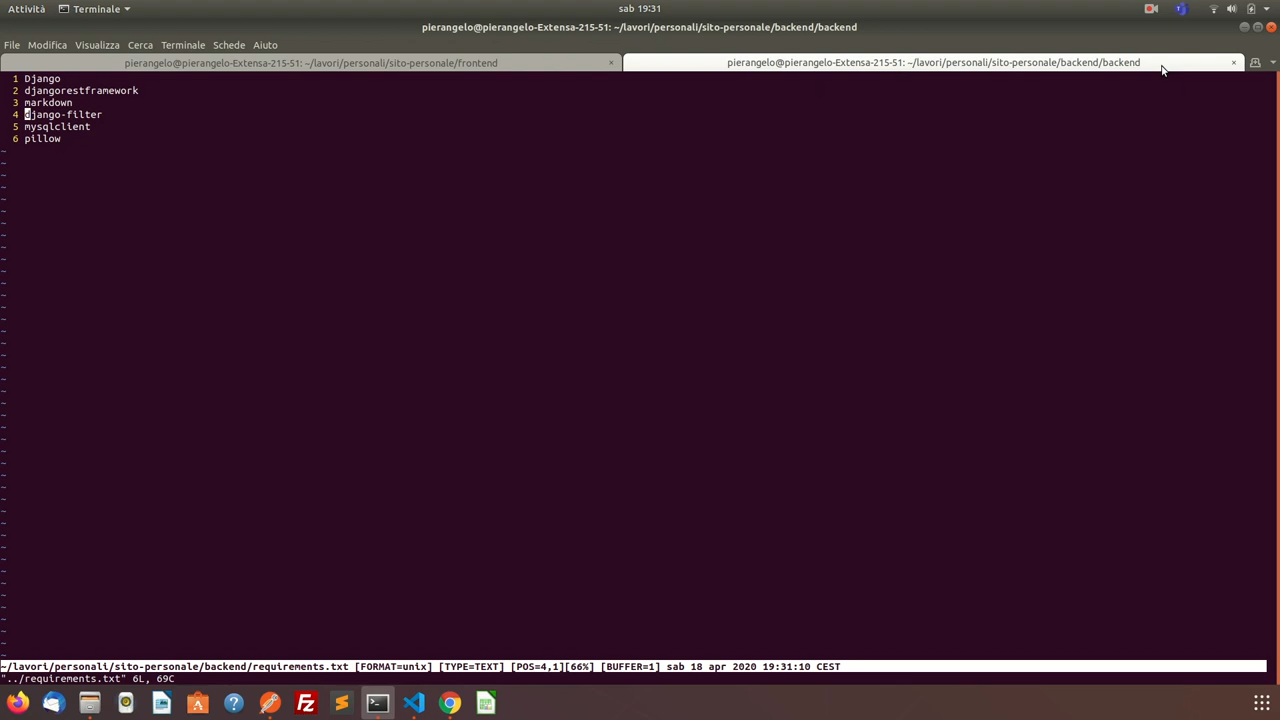 Attività
Terminale
sab 19:31
pierangelo@pierangelo-Extensa-215-51: ~/lavori/personali/sito-personale/backend/backend
File Modifica Visualizza Cerca Terminale Schede Aiuto
pierangelo@pierangelo-Extensa-215-51: ~/lavori/personali/sito-personale/frontend ×
pierangelo@pierangelo-Extensa-215-51: ~/lavori/personali/sito-personale/backend/backend ×
1 Django
2 djangorestframework
3 markdown
4 django-filter
5 mysqlclient
6 pillow
~/lavori/personali/sito-personale/backend/requirements.txt [FORMAT=unix] [TYPE=TEXT] [POS=4,1][66%] [BUFFER=1] sab 18 apr 2020 19:31:10 CEST
"../requirements.txt" 6L, 69C